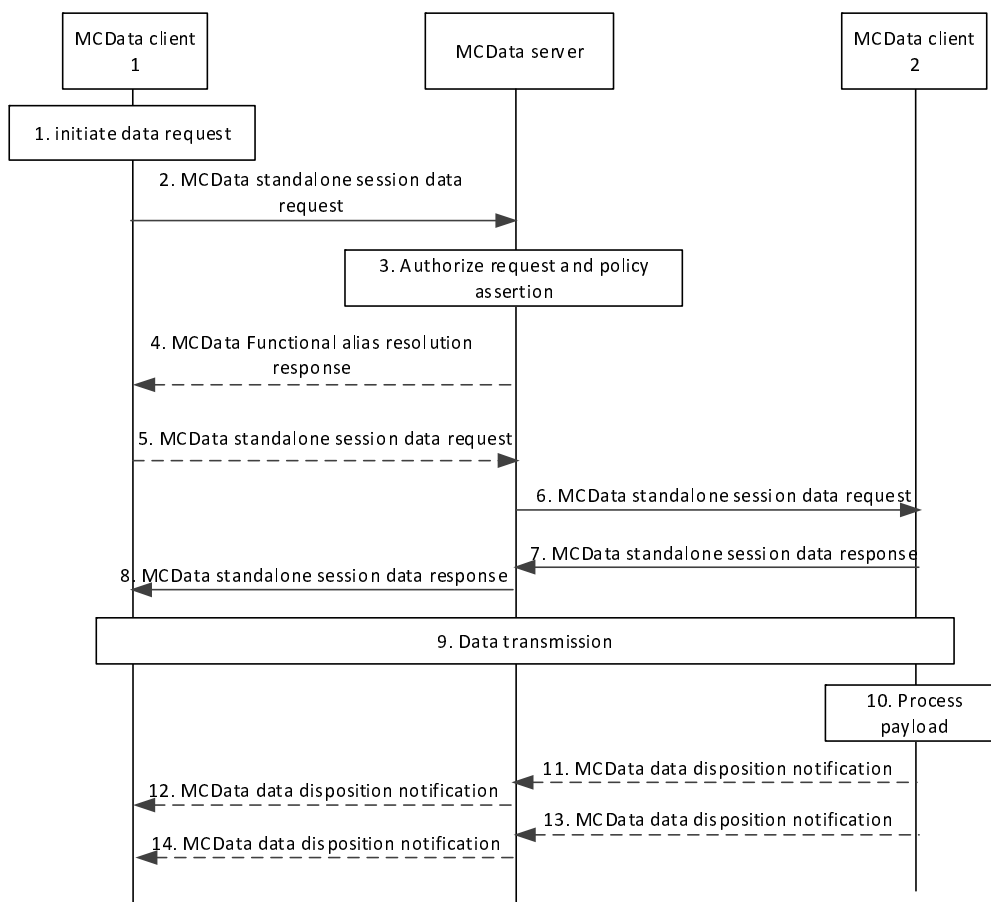 MCData client
1
MCData server
MCData client
2
1. initiate data request
2. MCData standalone session data
request
3. Authorize request and policy
assertion
4. MCData Functional alias resolution
response
5. MCData standalone session data request
6. MCData standalone session data request
7. MCData standalone session data response
8. MCData standalone session data response
9. Data transmission
10. Process
payload
11. MCData data disposition notification
12. MCData data disposition notification
13. MCData data disposition notification
14. MCData data disposition notification